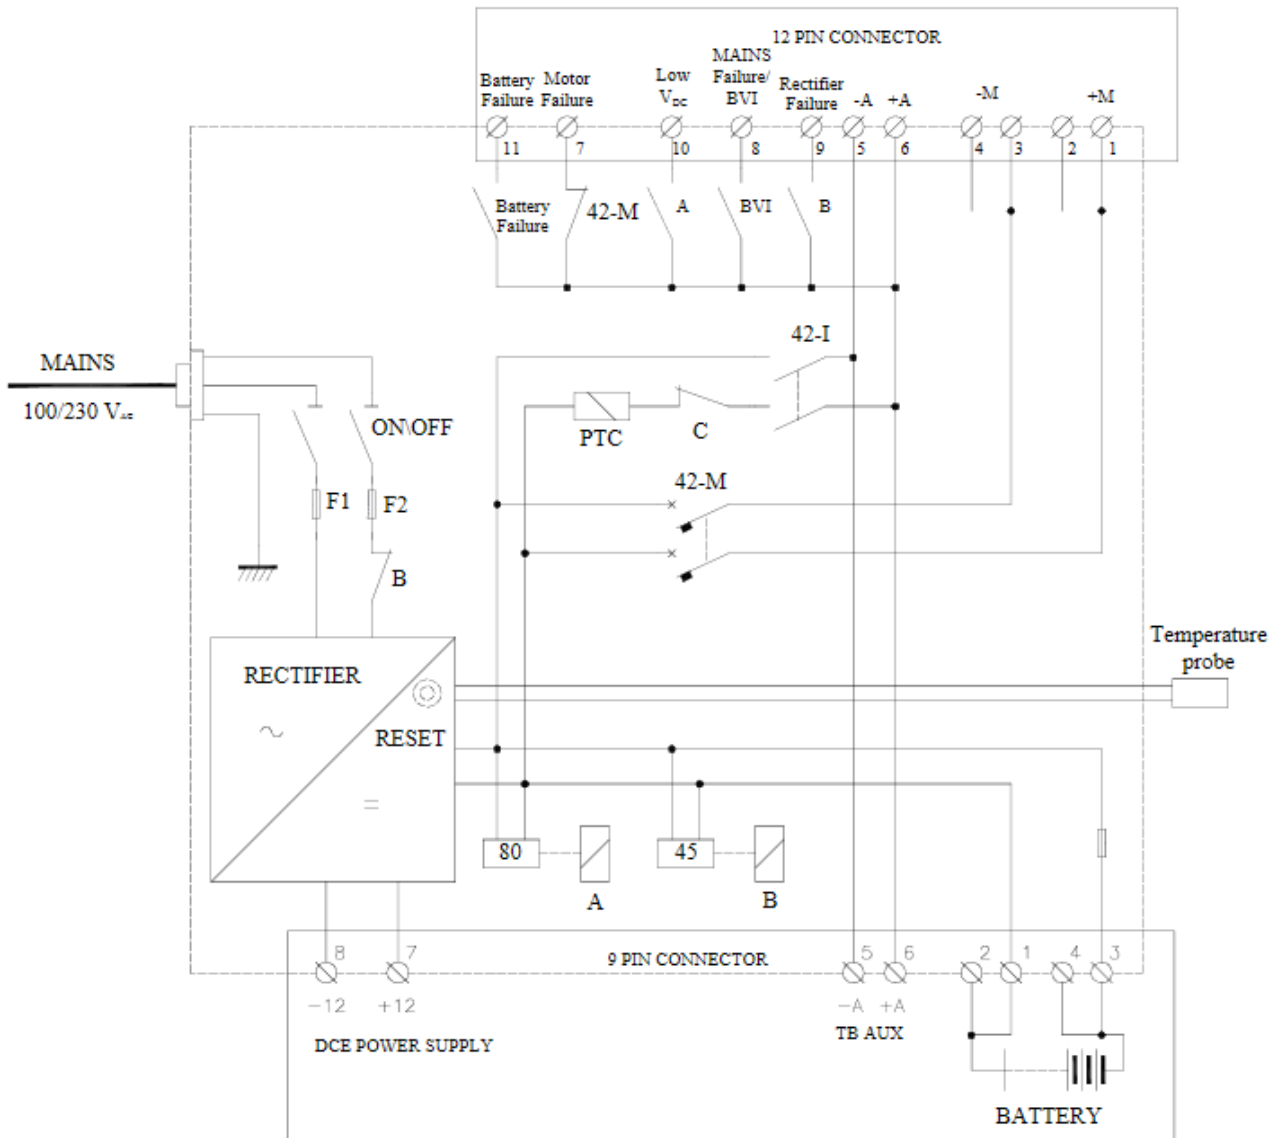 12 PIN CONNECTOR
Battery
Failure
Motor
Failure
Low
VDC
MAINS
Failure/
BVI
Rectifier
Failure
-A
+A
-M
+M
11
7
10
8
9
5
6
4
3
2
1
Battery
Failure
42-M
A
BVI
B
42-I
MAINS
100/230 VAC
ON\OFF
PTC
C
42-M
F1
F2
B
RECTIFIER
RESET
Temperature
probe
80
45
A
B
9 PIN CONNECTOR
8
7
5
6
2
1
4
3
-12
+12
-A
+A
DCE POWER SUPPLY
TB AUX
BATTERY